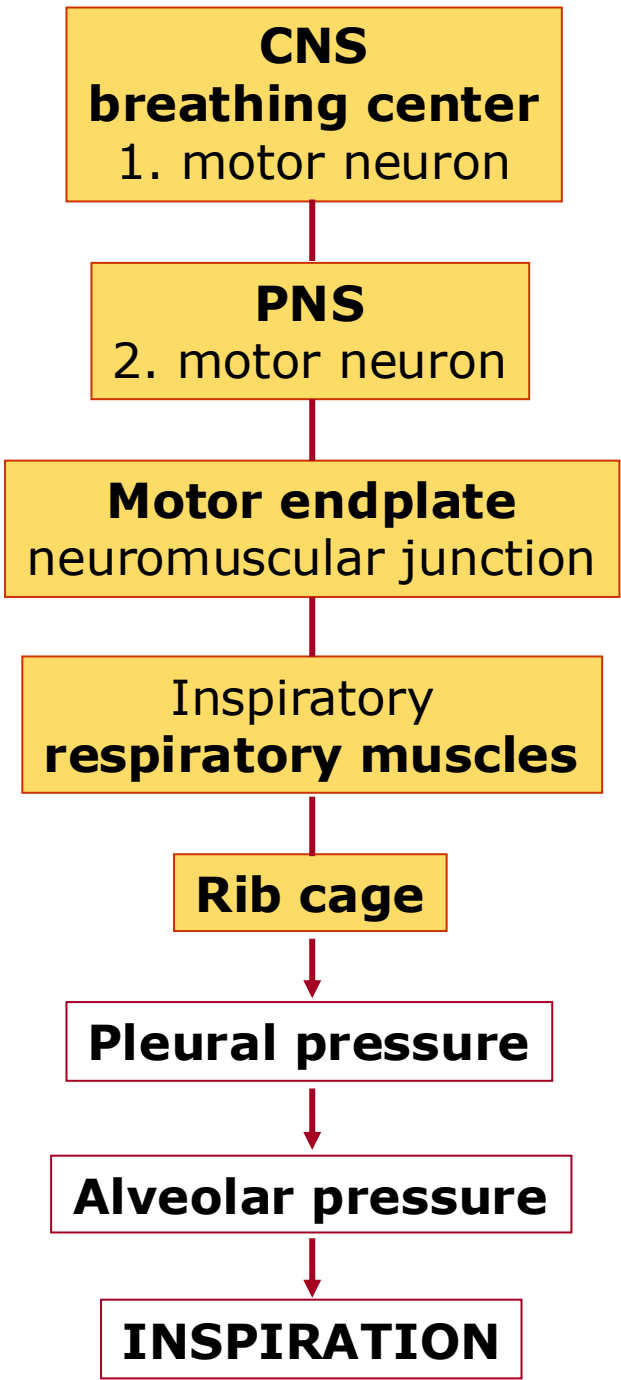 CNS
breathing center
1. motor neuron
PNS
2. motor neuron
Motor endplate
neuromuscular junction
Inspiratory
respiratory muscles
Rib cage
Pleural pressure
Alveolar pressure
INSPIRATION